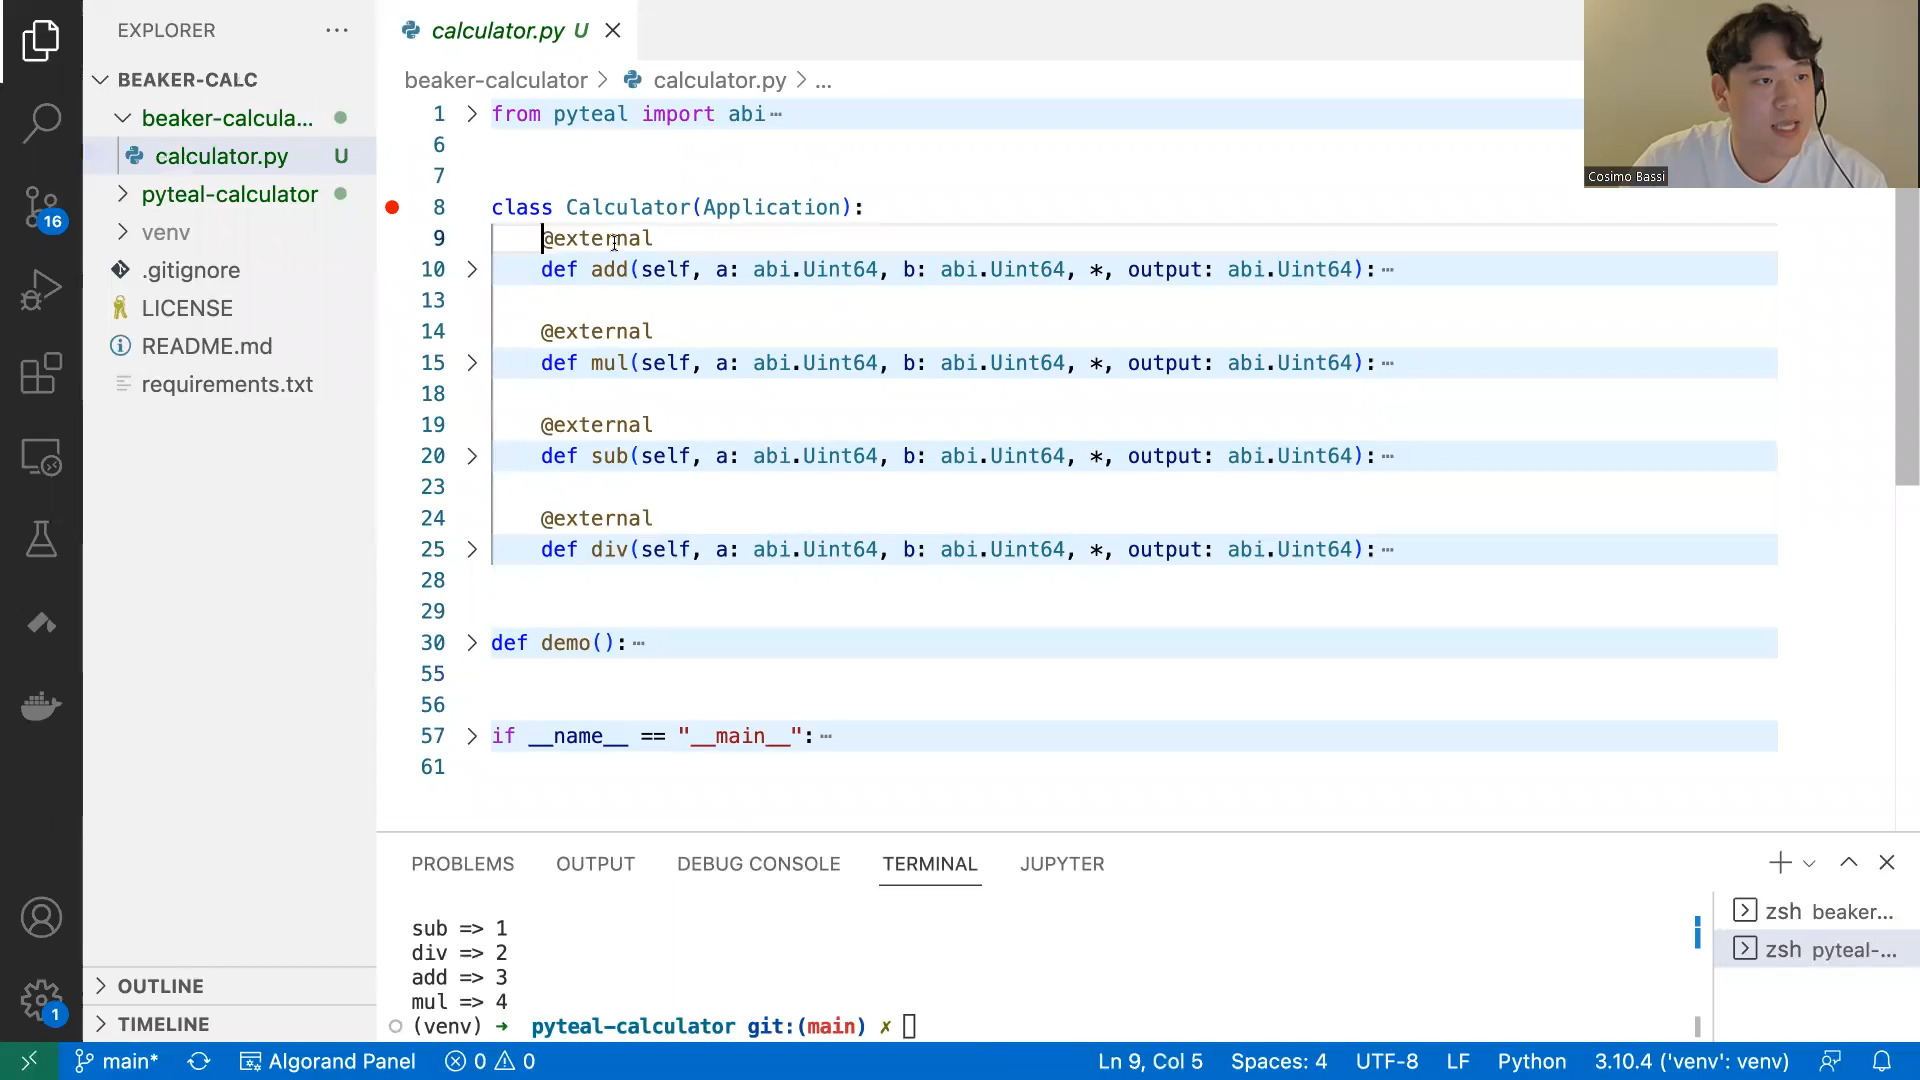 EXPLORER
BEAKER-CALC
beaker-calcula...
calculator.py U
pyteal-calculator
venv
.gitignore
LICENSE
README.md
requirements.txt
OUTLINE
TIMELINE
16
1
calculator.py U
beaker-calculator > calculator.py > ...
1 from pyteal import abi
6
7
8 class Calculator(Application):
9 @external
10 def add(self, a: abi.Uint64, b: abi.Uint64, *, output: abi.Uint64):
13
14 @external
15 def mul(self, a: abi.Uint64, b: abi.Uint64, *, output: abi.Uint64):
18
19 @external
20 def sub(self, a: abi.Uint64, b: abi.Uint64, *, output: abi.Uint64):
23
24 @external
25 def div(self, a: abi.Uint64, b: abi.Uint64, *, output: abi.Uint64):
28
29
30 def demo():
55
56
57 if __name__ == "__main__":
61
Cosimo Bassi
PROBLEMS OUTPUT DEBUG CONSOLE TERMINAL JUPYTER
sub => 1
div => 2
add => 3
mul => 4
(venv) ➜ pyteal-calculator git:(main) ✗
zsh beaker...
zsh pyteal-...
main* Algorand Panel 0 0 Ln 9, Col 5 Spaces: 4 UTF-8 LF Python 3.10.4 ('venv': venv)